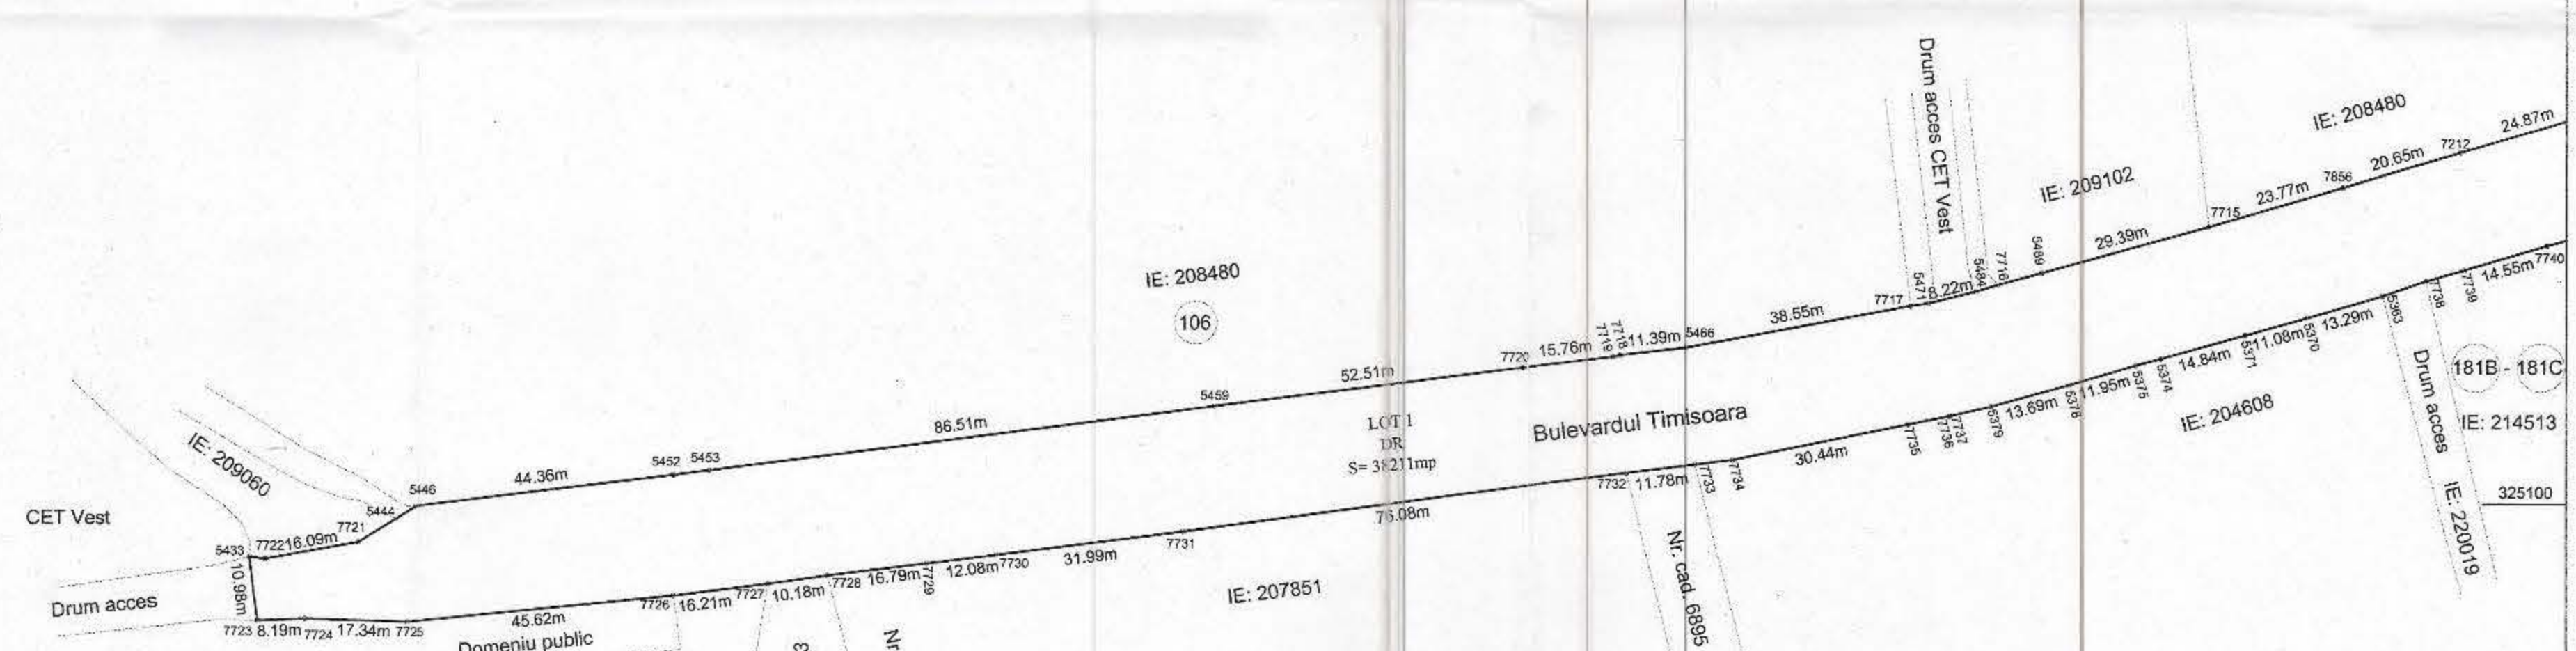 Drum acces CET Vest
IE: 208480
24.87m
7212
20.65m
7856
23.77m
7715
IE: 209102
29.39m
5489
7716
5484
8.22m
5471
7717
38.55m
5466
11.39m
7718
7719
15.76m
7720
52.51m
IE: 208480
106
5459
86.51m
5453
5452
44.36m
5446
5444
7721
16.09m
7722
5433
IE: 209060
CET Vest
Drum acces
10.98m
7723
8.19m
7724
17.34m
7725
45.62m
Domeniu public
7726
16.21m
7727
10.18m
7728
16.79m
7729
12.08m
7730
31.99m
7731
IE: 207851
LOT 1
DR
S= 38211mp
Bulevardul Timisoara
76.08m
7732
11.78m
7733
7734
Nr. cad. 6895
30.44m
7735
7736
7737
5379
13.69m
5378
11.95m
5375
5374
14.84m
5371
11.08m
5370
13.29m
5363
7738
7739
14.55m
7740
IE: 204608
Drum acces
IE: 220019
181B - 181C
IE: 214513
325100
Nr
3